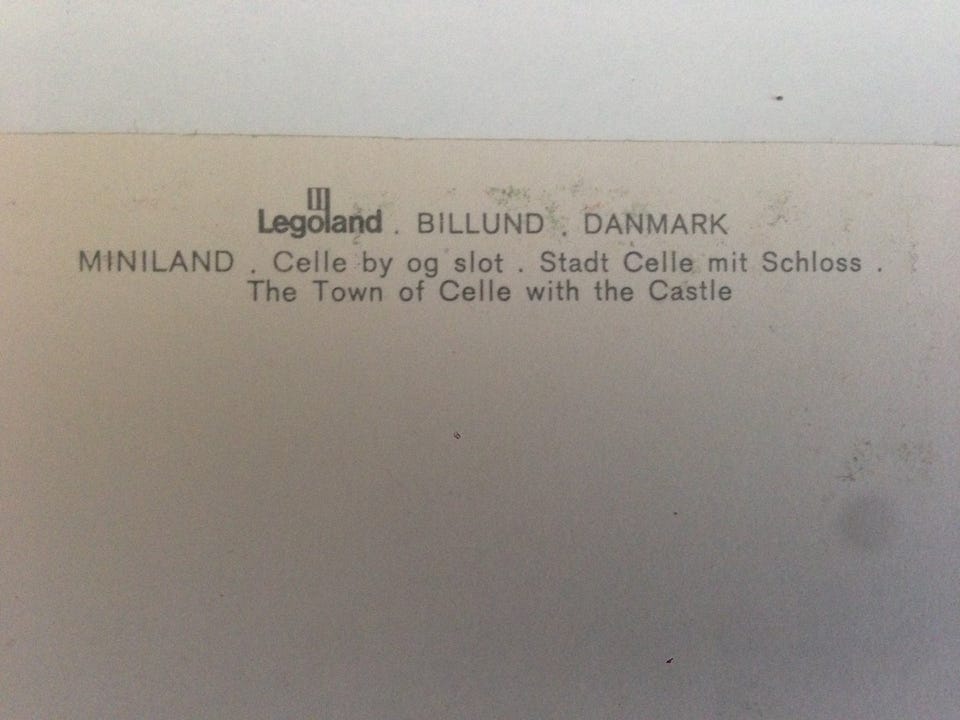 Legoland . BILLUND . DANMARK
MINILAND . Celle by og slot . Stadt Celle mit Schloss .
The Town of Celle with the Castle